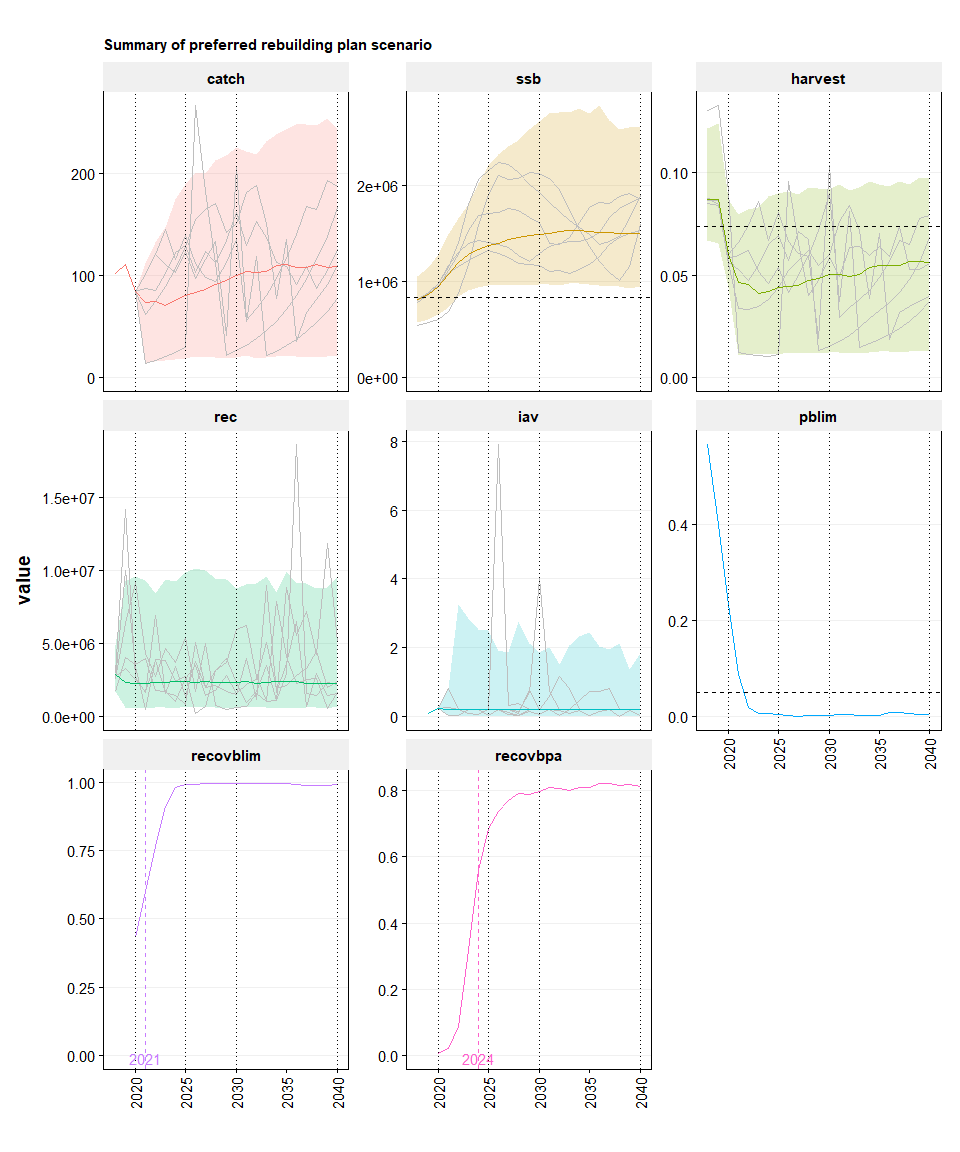 Summary of preferred rebuilding plan scenario
catch
ssb
harvest
200
100
0
2e+06
1e+06
0e+00
0.10
0.05
0.00
rec
iav
pblim
value
1.5e+07
1.0e+07
5.0e+06
0.0e+00
8
6
4
2
0
0.4
0.2
0.0
2020
2025
2030
2035
2040
recovblim
recovbpa
1.00
0.75
0.50
0.25
0.00
2021
0.8
0.6
0.4
0.2
0.0
2024
2020
2025
2030
2035
2040
2020
2025
2030
2035
2040